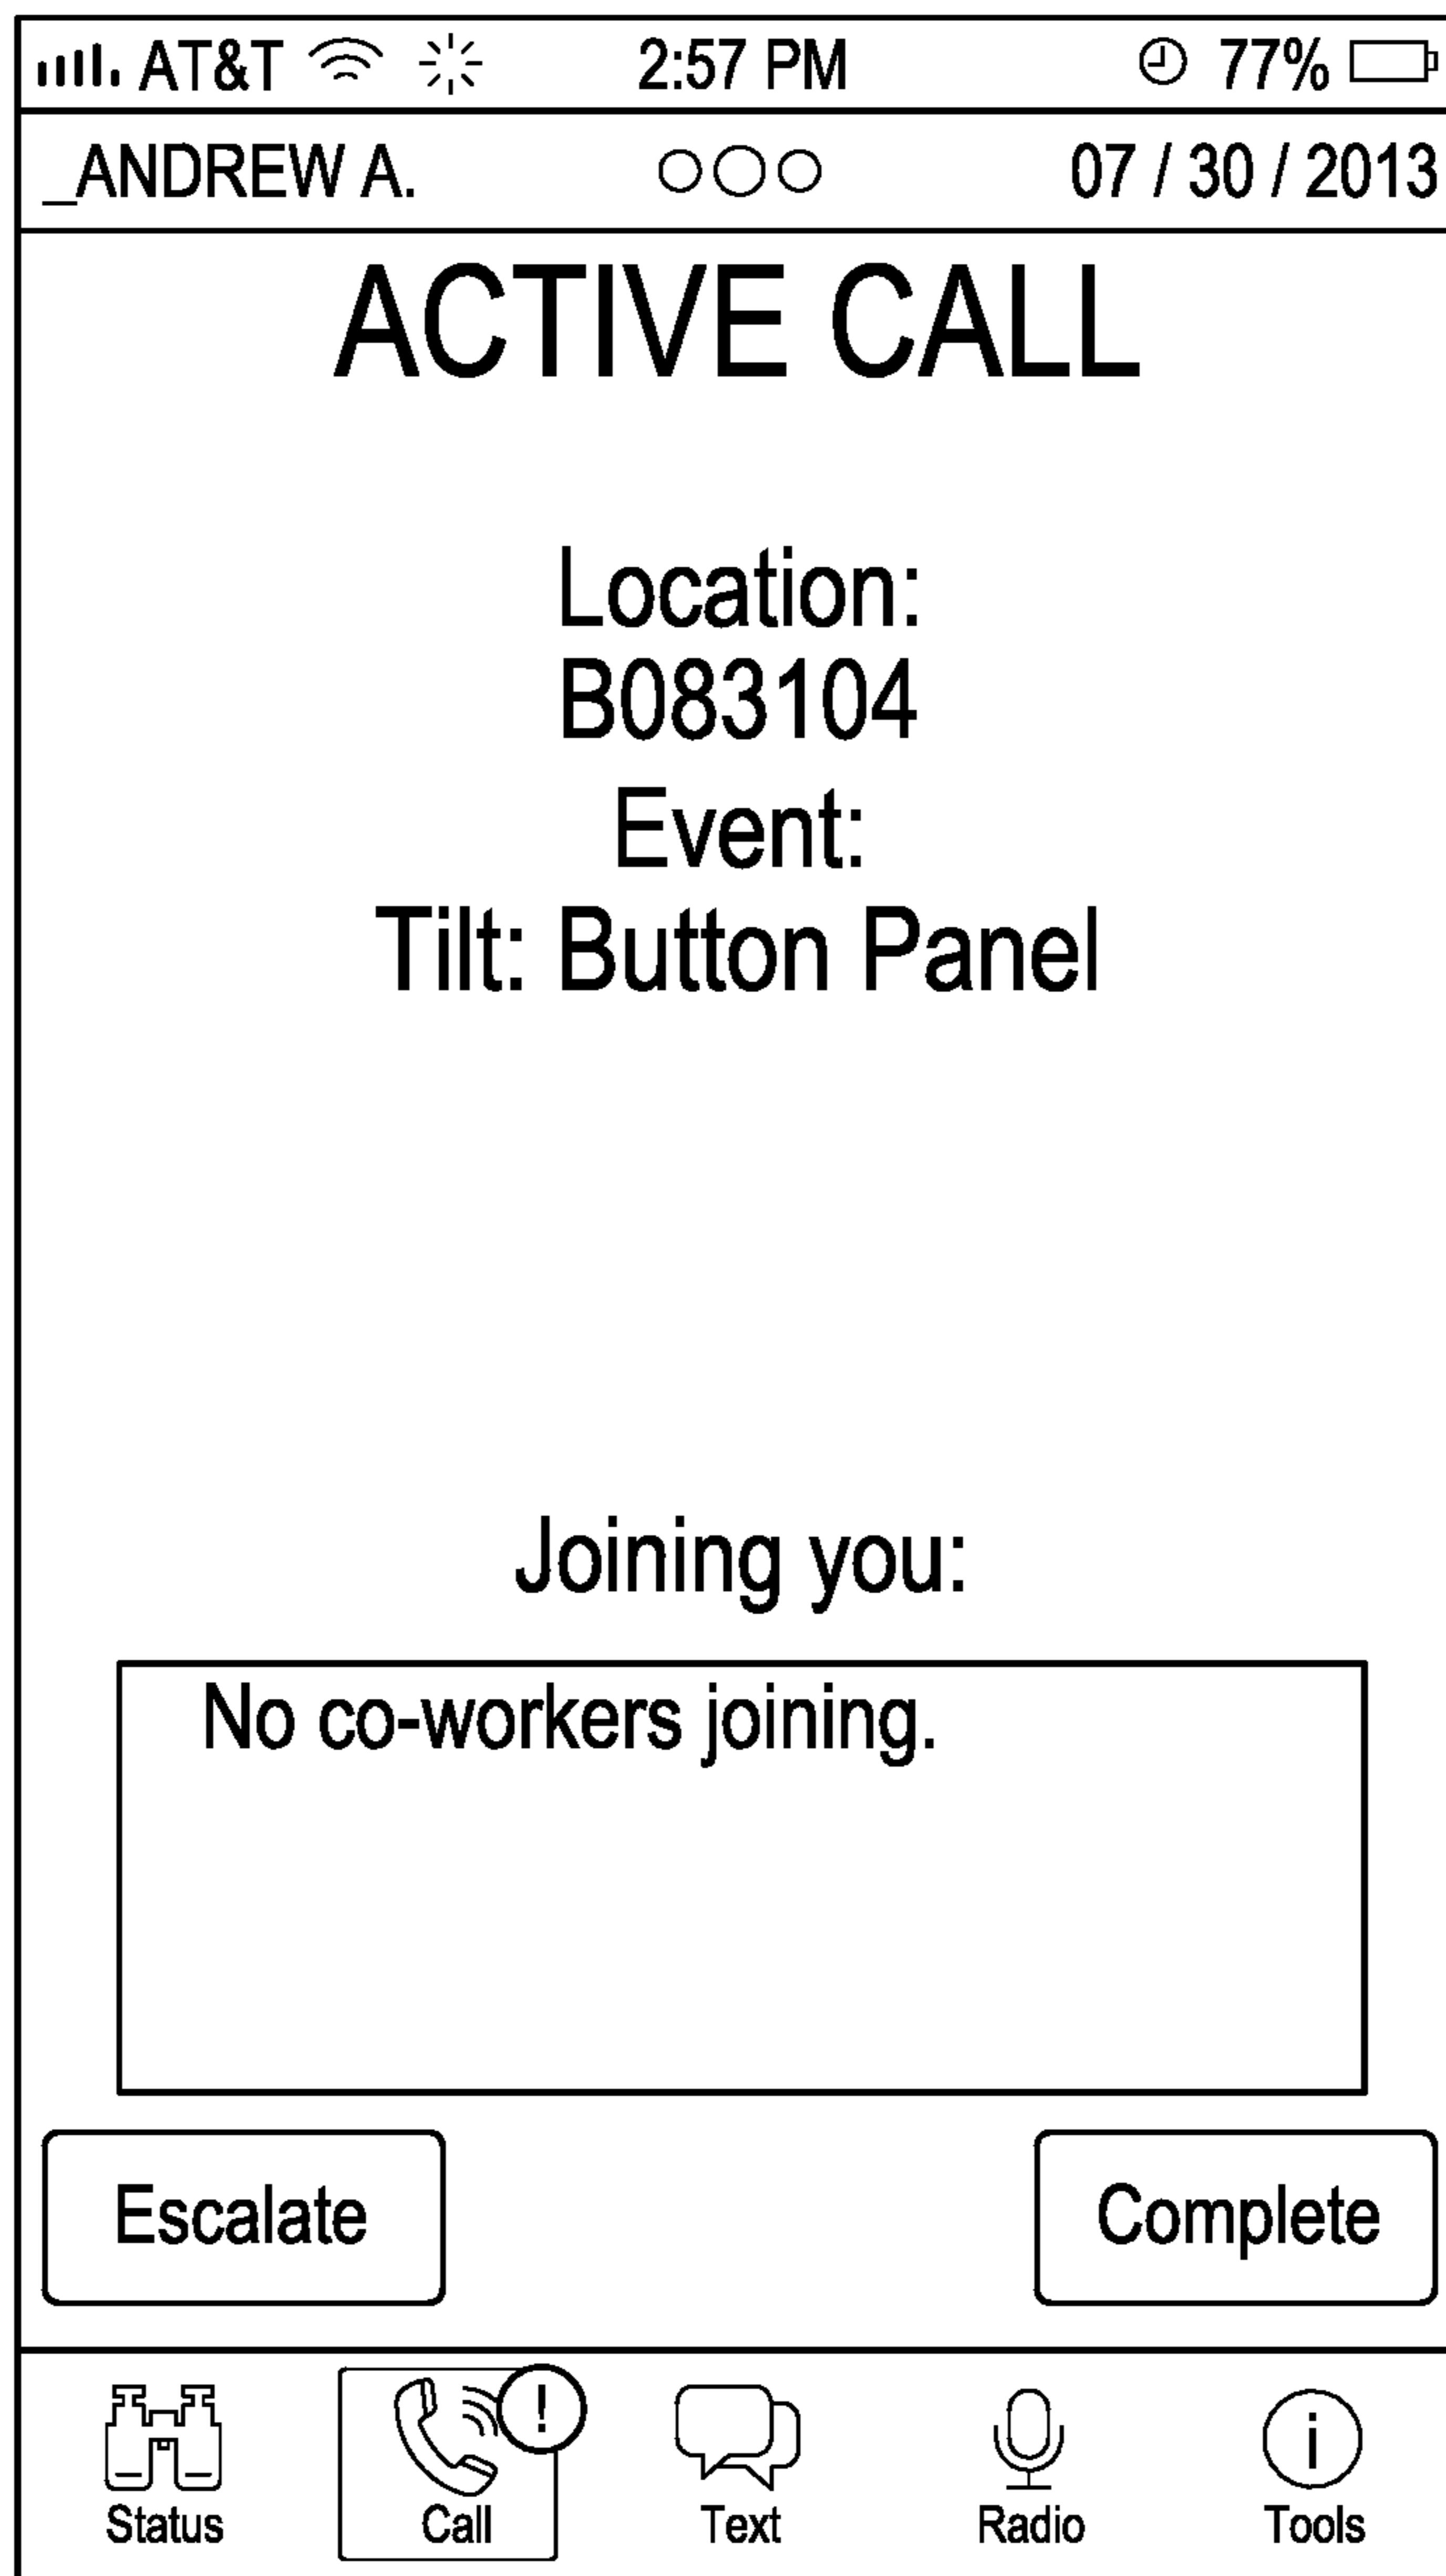 AT&T 2:57 PM 77%
_ANDREW A. 07 / 30 / 2013
ACTIVE CALL
Location:
B083104
Event:
Tilt: Button Panel
Joining you:
No co-workers joining.
Escalate Complete
!
i
Status Call Text Radio Tools